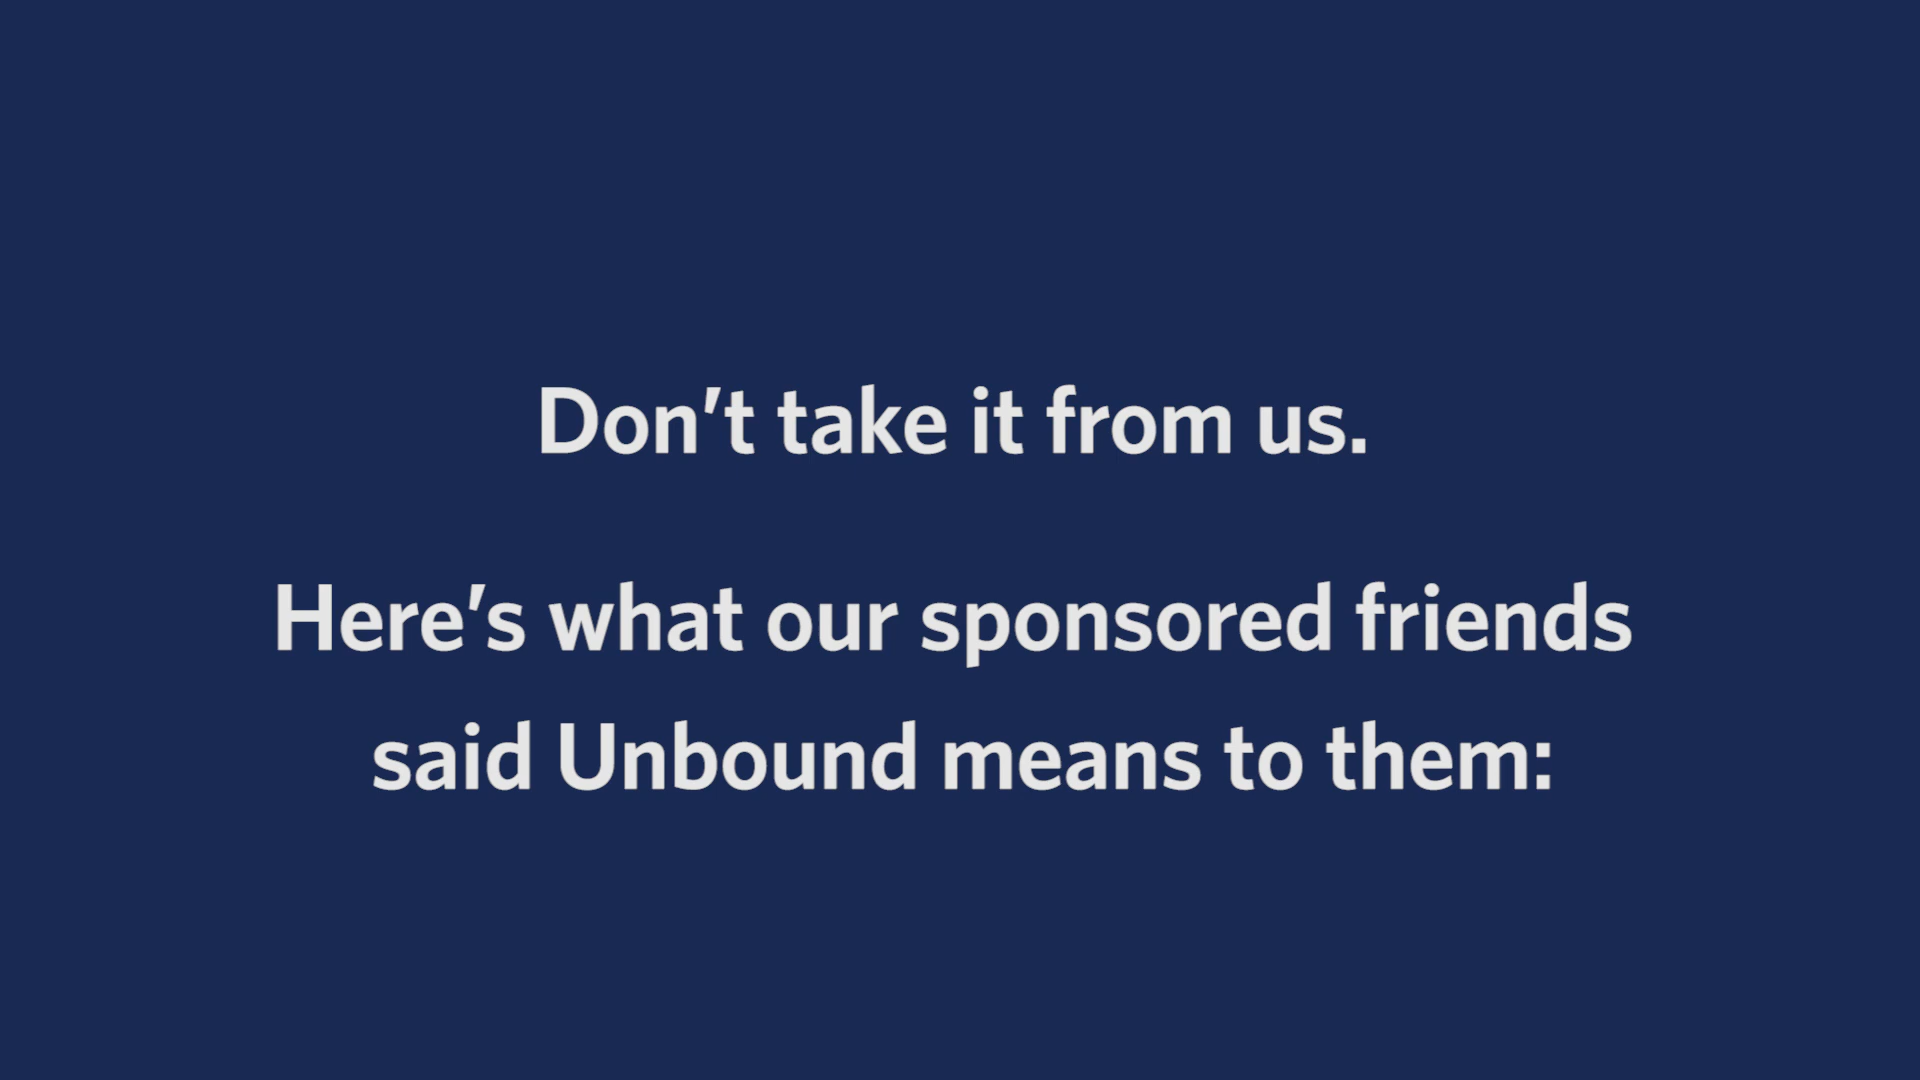 Don’t take it from us.
Here’s what our sponsored friends
said Unbound means to them: